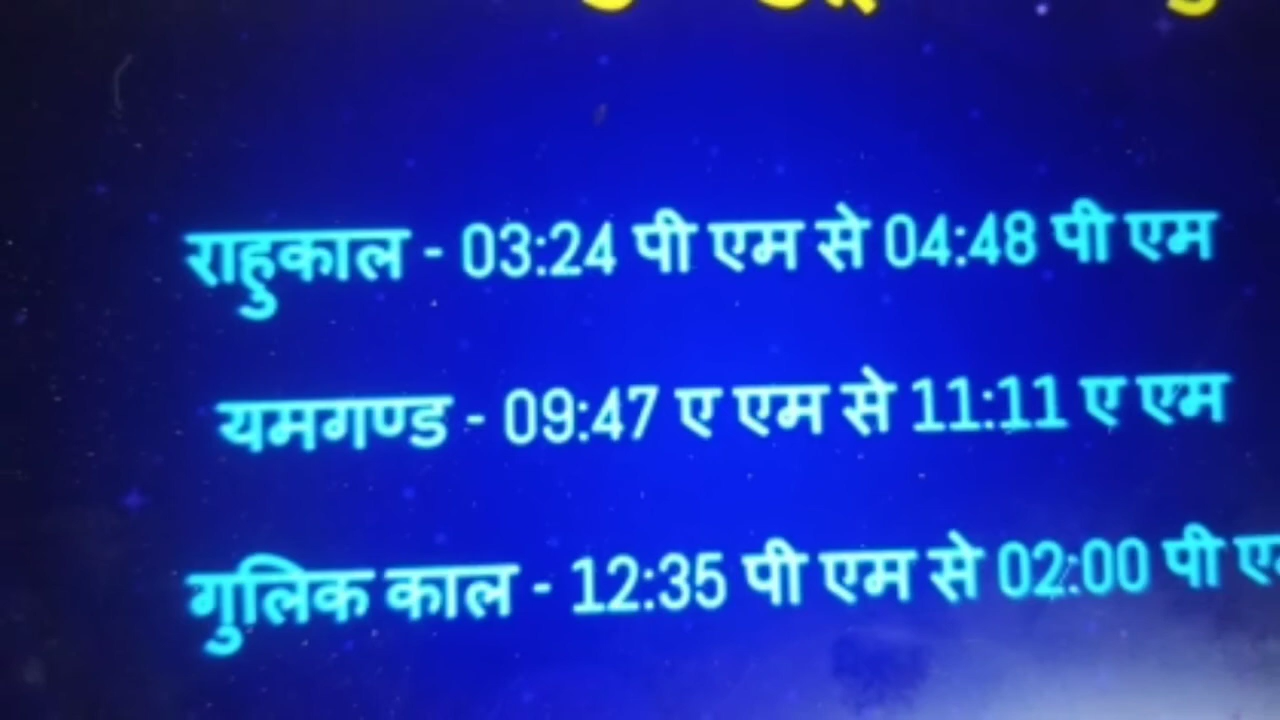 राहुकाल - 03:24 पी एम से 04:48 पी एम
यमगण्ड - 09:47 ए एम से 11:11 ए एम
गुलिक काल - 12:35 पी एम से 02:00 पी